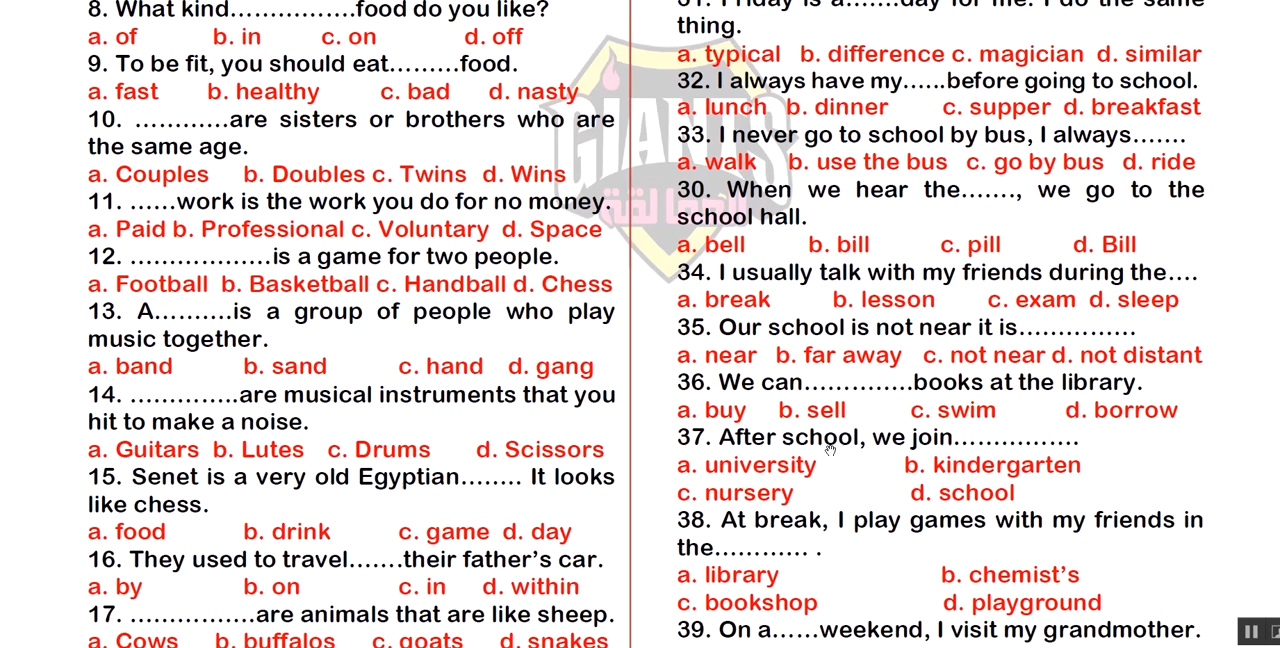 8. What kind……………..food do you like?
a. of b. in c. on d. off
9. To be fit, you should eat………food.
a. fast b. healthy c. bad d. nasty
10. …………are sisters or brothers who are
the same age.
a. Couples b. Doubles c. Twins d. Wins
11. ……work is the work you do for no money.
a. Paid b. Professional c. Voluntary d. Space
12. ………………..is a game for two people.
a. Football b. Basketball c. Handball d. Chess
13. A……….is a group of people who play
music together.
a. band b. sand c. hand d. gang
14. …………..are musical instruments that you
hit to make a noise.
a. Guitars b. Lutes c. Drums d. Scissors
15. Senet is a very old Egyptian…….. It looks
like chess.
a. food b. drink c. game d. day
16. They used to travel…….their father’s car.
a. by b. on c. in d. within
17. ……………..are animals that are like sheep.
a. Cows b. buffalos c. goats d. snakes
31. Friday is a…….day for me. I do the same
thing.
a. typical b. difference c. magician d. similar
32. I always have my……before going to school.
a. lunch b. dinner c. supper d. breakfast
33. I never go to school by bus, I always…….
a. walk b. use the bus c. go by bus d. ride
30. When we hear the……., we go to the
school hall.
a. bell b. bill c. pill d. Bill
34. I usually talk with my friends during the….
a. break b. lesson c. exam d. sleep
35. Our school is not near it is……………
a. near b. far away c. not near d. not distant
36. We can…………..books at the library.
a. buy b. sell c. swim d. borrow
37. After school, we join…………….
a. university b. kindergarten
c. nursery d. school
38. At break, I play games with my friends in
the………… .
a. library b. chemist’s
c. bookshop d. playground
39. On a……weekend, I visit my grandmother.
GIANTS